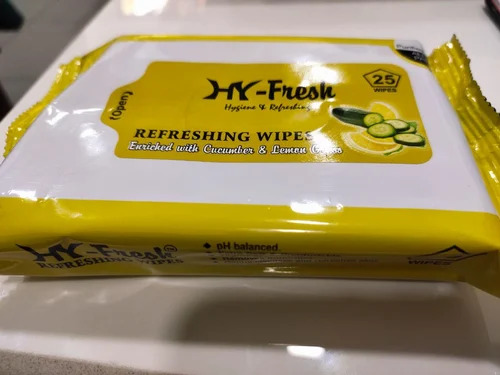 (Open)
HY-Fresh
Hygiene & Refreshing
25
WIPES
REFRESHING WIPES
Enriched with Cucumber & Lemon
HY-Fresh
REFRESHING WIPES
pH balanced
WIPES